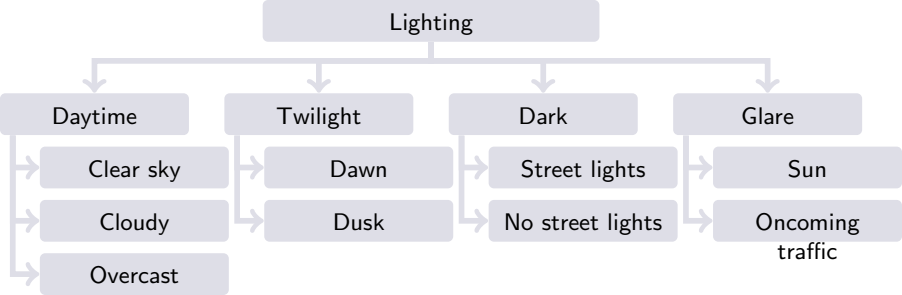 Lighting
Daytime
Twilight
Dark
Glare
Clear sky
Dawn
Street lights
Sun
Cloudy
Dusk
No street lights
Oncoming
traffic
Overcast